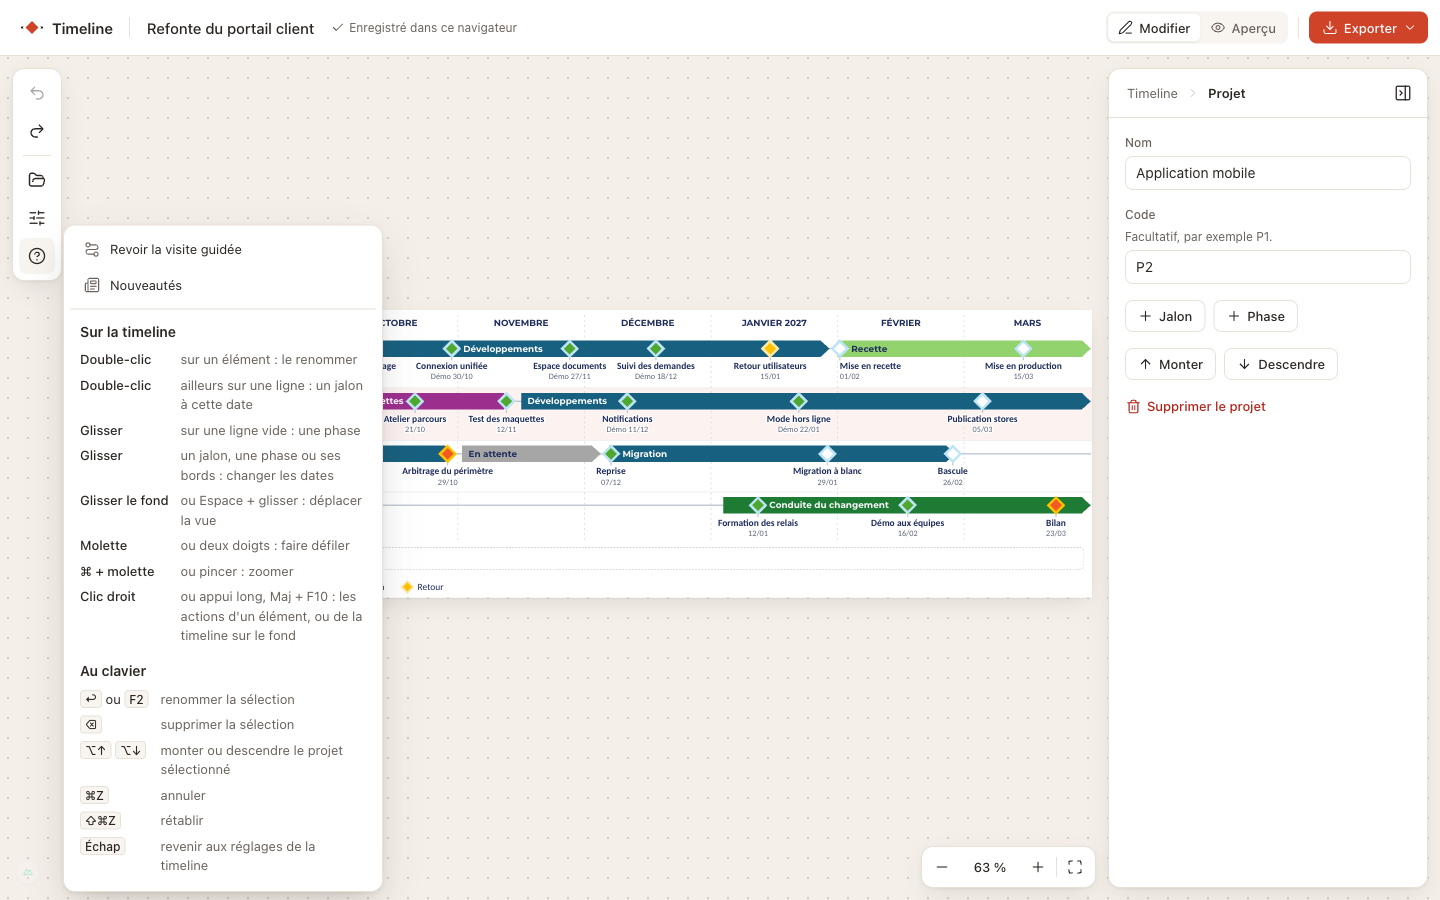 Timeline
Refonte du portail client
Enregistré dans ce navigateur
Modifier
Aperçu
Exporter
Revoir la visite guidée
Nouveautés
Sur la timeline
Double-clic sur un élément : le renommer
Double-clic ailleurs sur une ligne : un jalon
à cette date
Glisser sur une ligne vide : une phase
Glisser un jalon, une phase ou ses
bords : changer les dates
Glisser le fond ou Espace + glisser : déplacer
la vue
Molette ou deux doigts : faire défiler
⌘ + molette ou pincer : zoomer
Clic droit ou appui long, Maj + F10 : les
actions d'un élément, ou de la
timeline sur le fond
Au clavier
↩ ou F2 renommer la sélection
⌫ supprimer la sélection
⌥↑ ⌥↓ monter ou descendre le projet
sélectionné
⌘Z annuler
⇧⌘Z rétablir
Échap revenir aux réglages de la
timeline
CTOBRE NOVEMBRE DÉCEMBRE JANVIER 2027 FÉVRIER MARS
Développements Recette
age Connexion unifiée Espace documents Suivi des demandes Retour utilisateurs Mise en recette Mise en production
Démo 30/10 Démo 27/11 Démo 18/12 15/01 01/02 15/03
ettes Développements
Atelier parcours Test des maquettes Notifications Mode hors ligne Publication stores
21/10 12/11 Démo 11/12 Démo 22/01 05/03
En attente Migration
Arbitrage du périmètre Reprise Migration à blanc Bascule
29/10 07/12 29/01 26/02
Conduite du changement
Formation des relais Démo aux équipes Bilan
12/01 16/02 23/03
Retour
63 %
Timeline Projet
Nom
Application mobile
Code
Facultatif, par exemple P1.
P2
Jalon Phase
Monter Descendre
Supprimer le projet